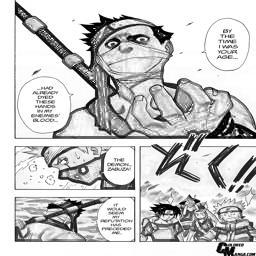 BY
THE TIME
I WAS
YOUR
AGE...
...HAD
ALREADY
DYED
THESE
HANDS
IN MY
ENEMIES'
BLOOD...
THE
DEMON...
ZABUZA!
IT
WOULD
SEEM MY
REPUTATION
HAS
PRECEDED
ME.
COLORED
MANGA.COM